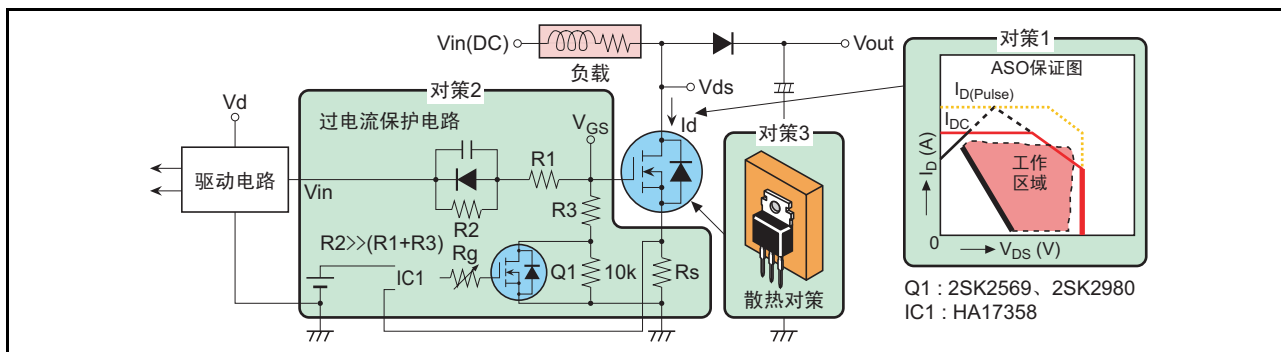 Vin(DC)
负载
Vout
Vds
Id
对策1
ASO保证图
ID(Pulse)
IDC
ID (A)
工作
区域
0
VDS (V)
Q1 : 2SK2569、2SK2980
IC1 : HA17358
对策2
过电流保护电路
Vd
驱动电路
Vin
VGS
R1
R2
R3
R2>>(R1+R3)
Rg
IC1
Q1
10k
Rs
对策3
散热对策